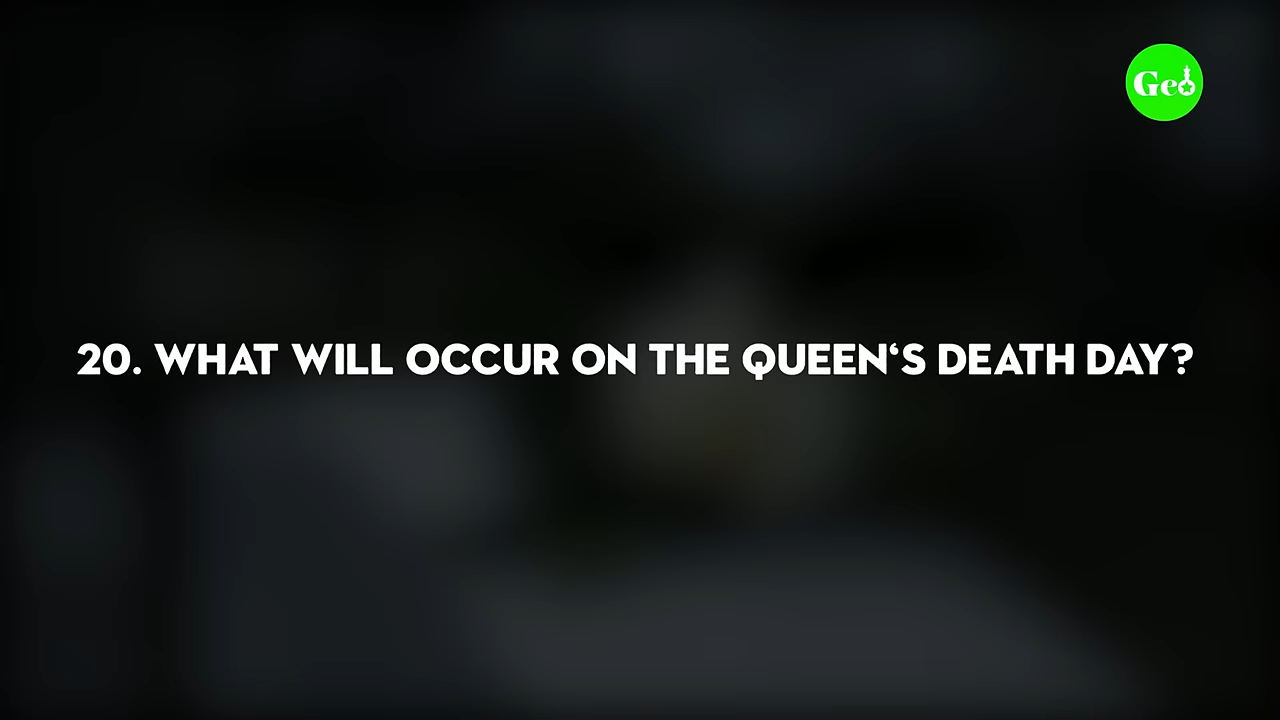 Geo
20. WHAT WILL OCCUR ON THE QUEEN‘S DEATH DAY?